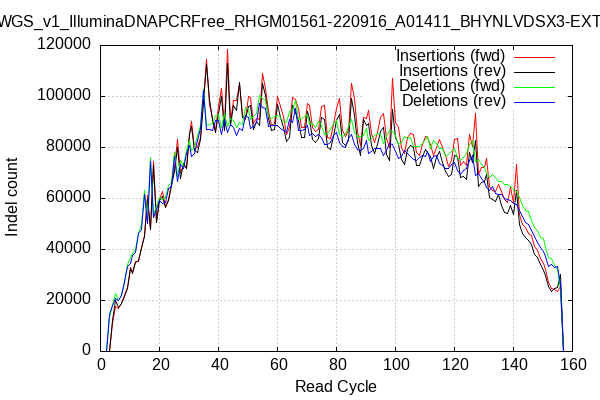 WGS_v1_IlluminaDNAPCRFree_RHGM01561-220916_A01411_BHYNLVDSX3-EXT
Insertions (fwd)
Insertions (rev)
Deletions (fwd)
Deletions (rev)
120000
100000
80000
60000
40000
20000
0
Indel count
0 20 40 60 80 100 120 140 160
Read Cycle